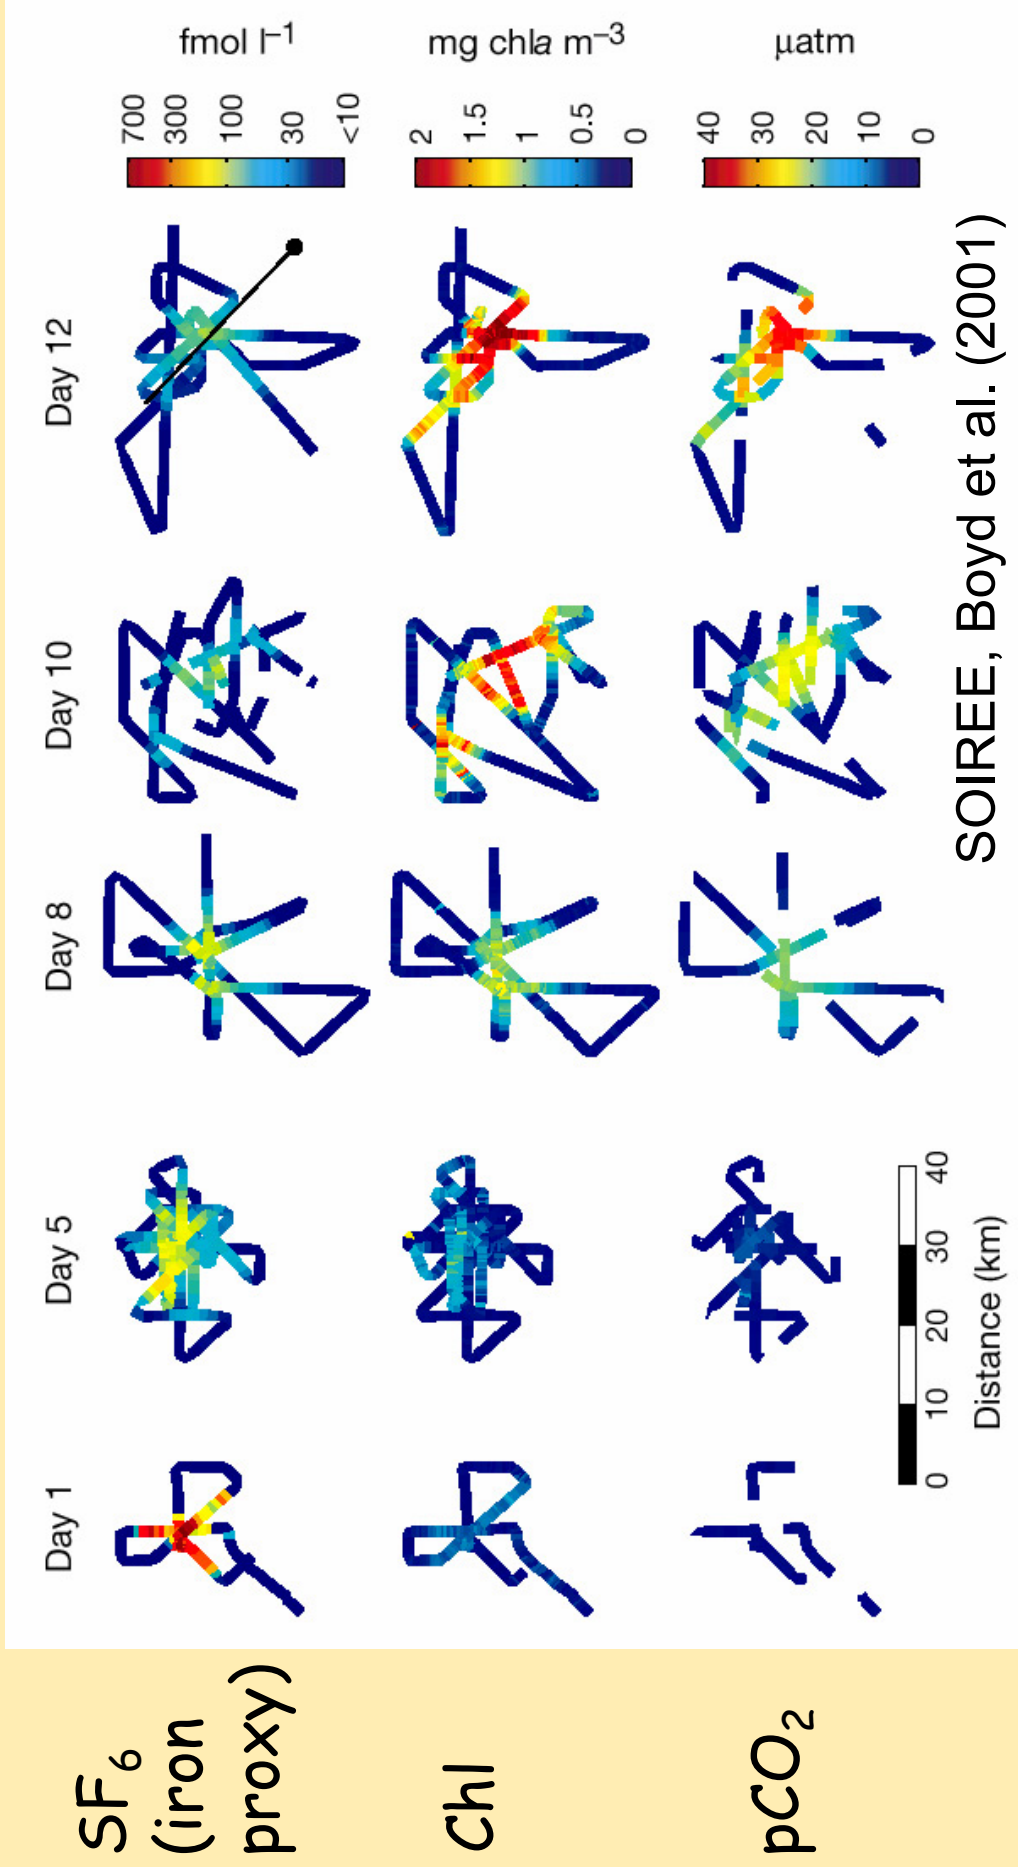 Day 1
Day 5
Day 8
Day 10
Day 12
SF6
(iron
proxy)
fmol l–1
700
300
100
30
<10
Chl
mg chla m–3
2
1.5
1
0.5
0
pCO2
µatm
40
30
20
10
0
0 10 20 30 40
Distance (km)
SOIREE, Boyd et al. (2001)